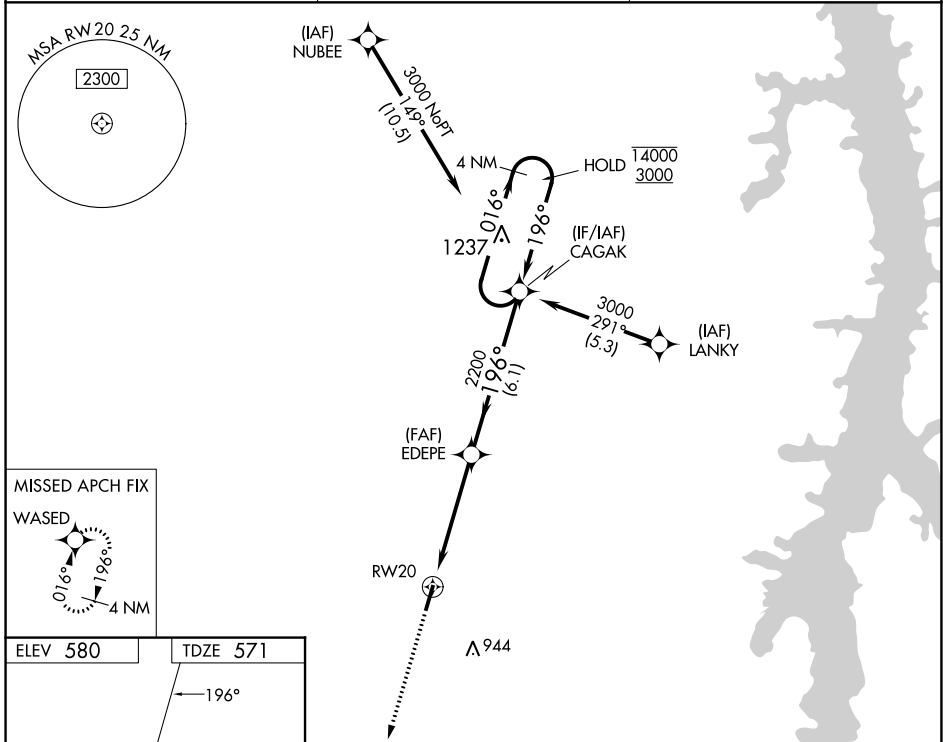 MSA RW 20 25 NM
2300
(IAF)
NUBEE
3000 NoPT
149°
(10.5)
4 NM
HOLD 14000
3000
016°
196°
1237
(IF/IAF)
CAGAK
3000
291°
(5.3)
(IAF)
LANKY
2200
196°
(6.1)
(FAF)
EDEPE
MISSED APCH FIX
WASED
016°
196°
4 NM
RW20
944
ELEV 580
TDZE 571
196°